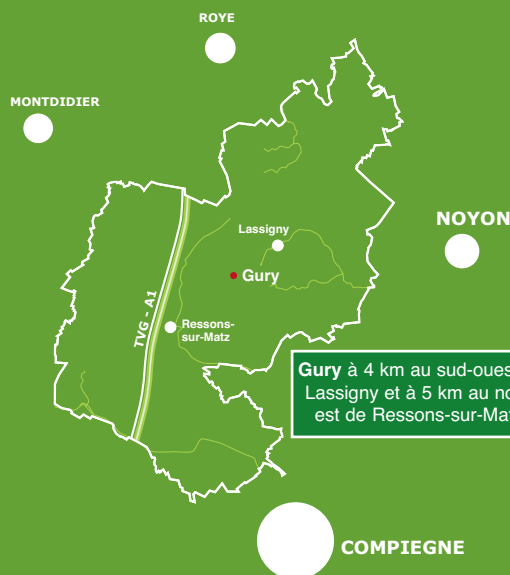 ROYE
MONTDIDIER
NOYON
Lassigny
Gury
TVG - A1
Ressons-
sur-Matz
Gury à 4 km au sud-oues
Lassigny et à 5 km au no
est de Ressons-sur-Mat
COMPIEGNE